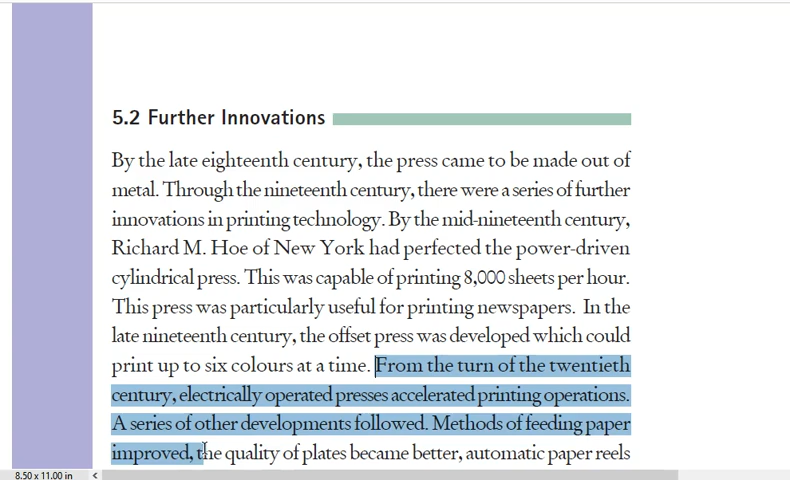 5.2 Further Innovations
By the late eighteenth century, the press came to be made out of
metal. Through the nineteenth century, there were a series of further
innovations in printing technology. By the mid-nineteenth century,
Richard M. Hoe of New York had perfected the power-driven
cylindrical press. This was capable of printing 8,000 sheets per hour.
This press was particularly useful for printing newspapers. In the
late nineteenth century, the offset press was developed which could
print up to six colours at a time. From the turn of the twentieth
century, electrically operated presses accelerated printing operations.
A series of other developments followed. Methods of feeding paper
improved, the quality of plates became better, automatic paper reels
8.50 x 11.00 in